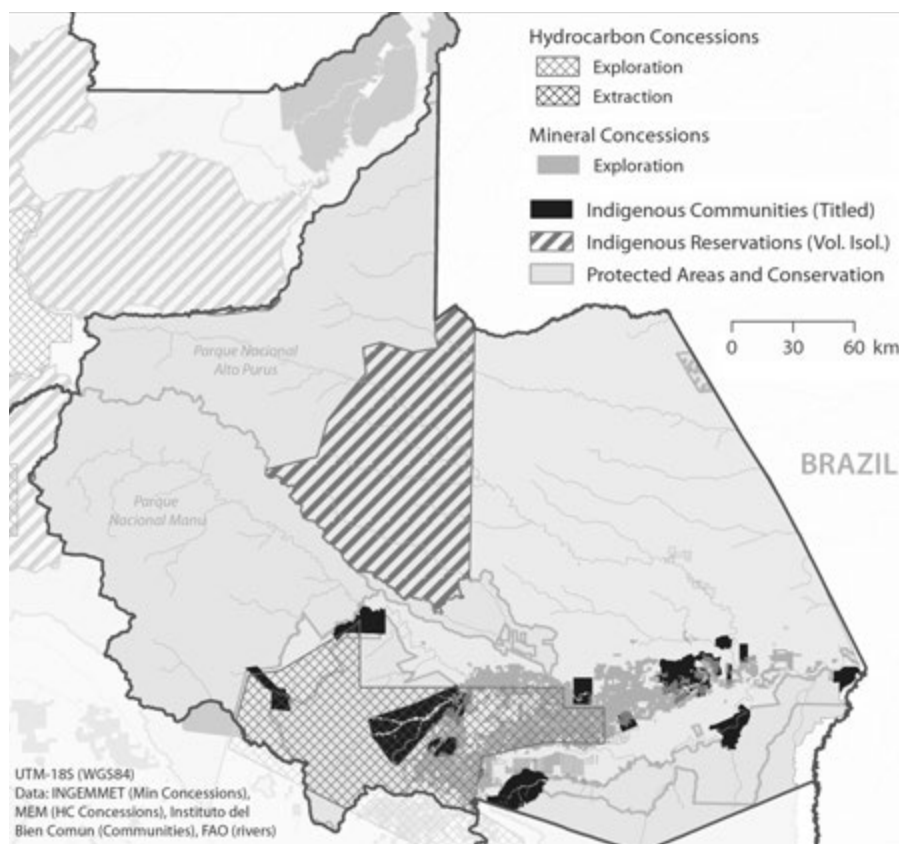 Hydrocarbon Concessions
Exploration
Extraction
Mineral Concessions
Exploration
Indigenous Communities (Titled)
Indigenous Reservations (Vol. Isol.)
Protected Areas and Conservation
0 30 60 km
Parque Nacional
Alto Purus
BRAZIL
Parque
Nacional Manu
UTM-18S (WGS84)
Data: INGEMMET (Min Concessions),
MEM (HC Concessions), Instituto del
Bien Comun (Communities), FAO (rivers)